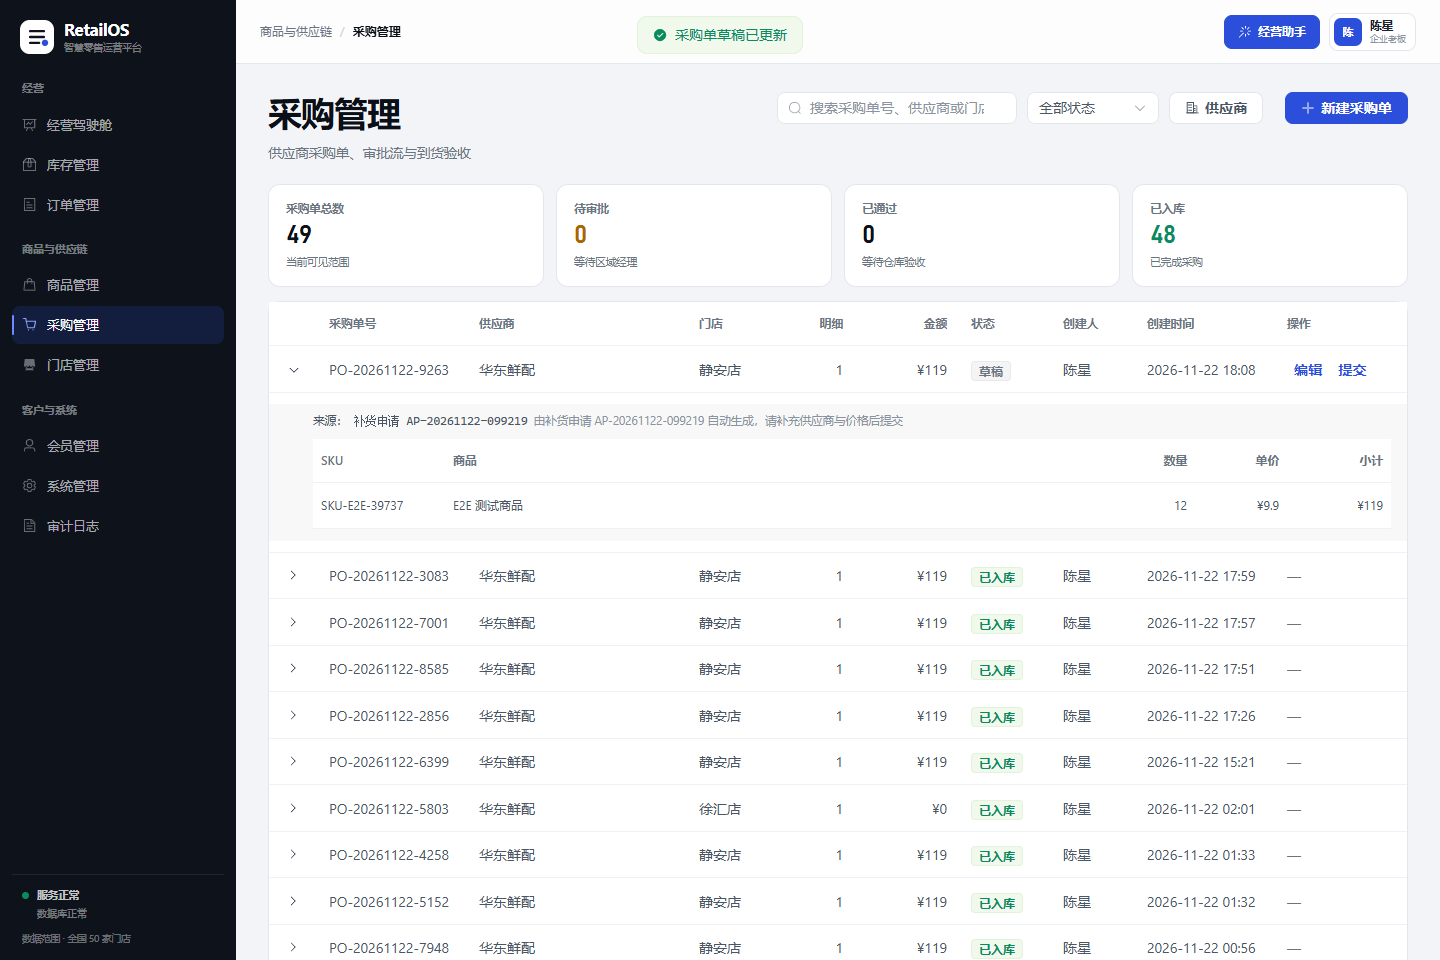 RetailOS
智慧零售运营平台
经营
经营驾驶舱
库存管理
订单管理
商品与供应链
商品管理
采购管理
门店管理
客户与系统
会员管理
系统管理
审计日志
服务正常
数据库正常
数据范围 · 全国 50 家门店
商品与供应链 / 采购管理
采购单草稿已更新
经营助手
陈
陈星
企业老板
采购管理
供应商采购单、审批流与到货验收
搜索采购单号、供应商或门店
全部状态
供应商
新建采购单
采购单总数
49
当前可见范围
待审批
0
等待区域经理
已通过
0
等待仓库验收
已入库
48
已完成采购
采购单号 供应商 门店 明细 金额 状态 创建人 创建时间 操作
PO-20261122-9263 华东鲜配 静安店 1 ¥119 草稿 陈星 2026-11-22 18:08 编辑 提交
来源： 补货申请 AP-20261122-099219 由补货申请 AP-20261122-099219 自动生成，请补充供应商与价格后提交
SKU 商品 数量 单价 小计
SKU-E2E-39737 E2E 测试商品 12 ¥9.9 ¥119
PO-20261122-3083 华东鲜配 静安店 1 ¥119 已入库 陈星 2026-11-22 17:59 —
PO-20261122-7001 华东鲜配 静安店 1 ¥119 已入库 陈星 2026-11-22 17:57 —
PO-20261122-8585 华东鲜配 静安店 1 ¥119 已入库 陈星 2026-11-22 17:51 —
PO-20261122-2856 华东鲜配 静安店 1 ¥119 已入库 陈星 2026-11-22 17:26 —
PO-20261122-6399 华东鲜配 静安店 1 ¥119 已入库 陈星 2026-11-22 15:21 —
PO-20261122-5803 华东鲜配 徐汇店 1 ¥0 已入库 陈星 2026-11-22 02:01 —
PO-20261122-4258 华东鲜配 静安店 1 ¥119 已入库 陈星 2026-11-22 01:33 —
PO-20261122-5152 华东鲜配 静安店 1 ¥119 已入库 陈星 2026-11-22 01:32 —
PO-20261122-7948 华东鲜配 静安店 1 ¥119 已入库 陈星 2026-11-22 00:56 —